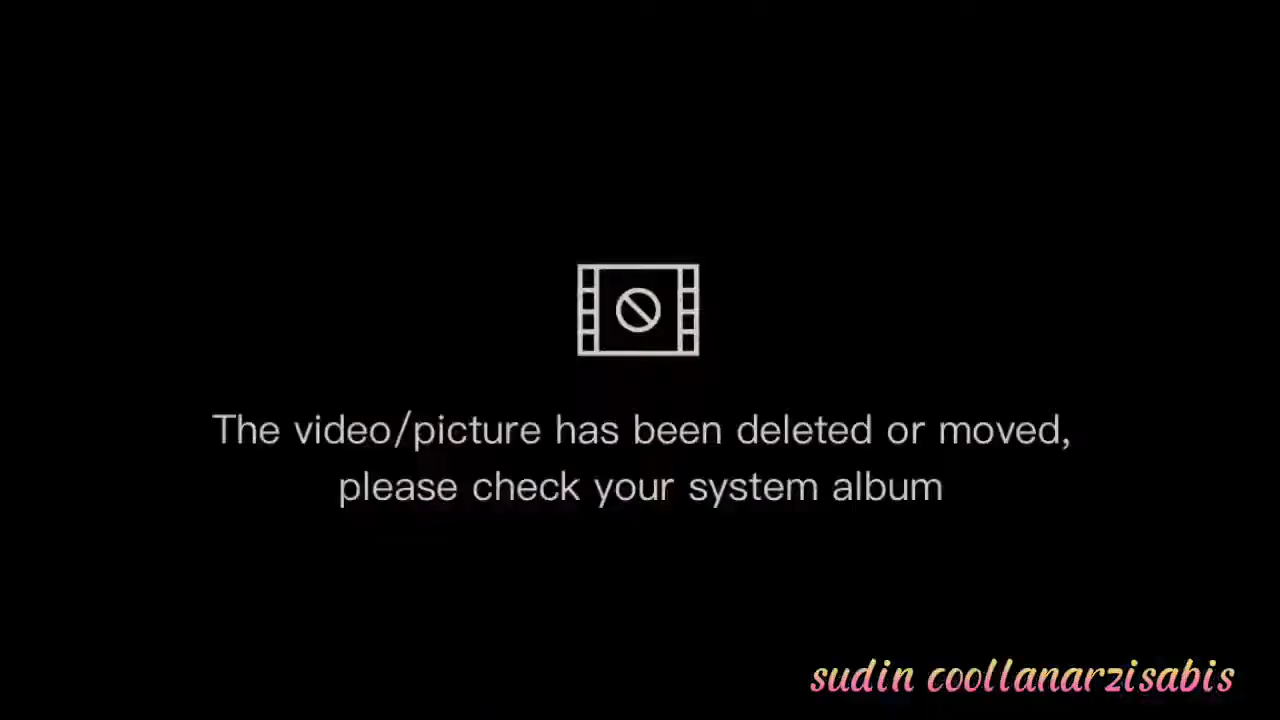 The video/picture has been deleted or moved,
please check your system album
sudin coollanarzisabis